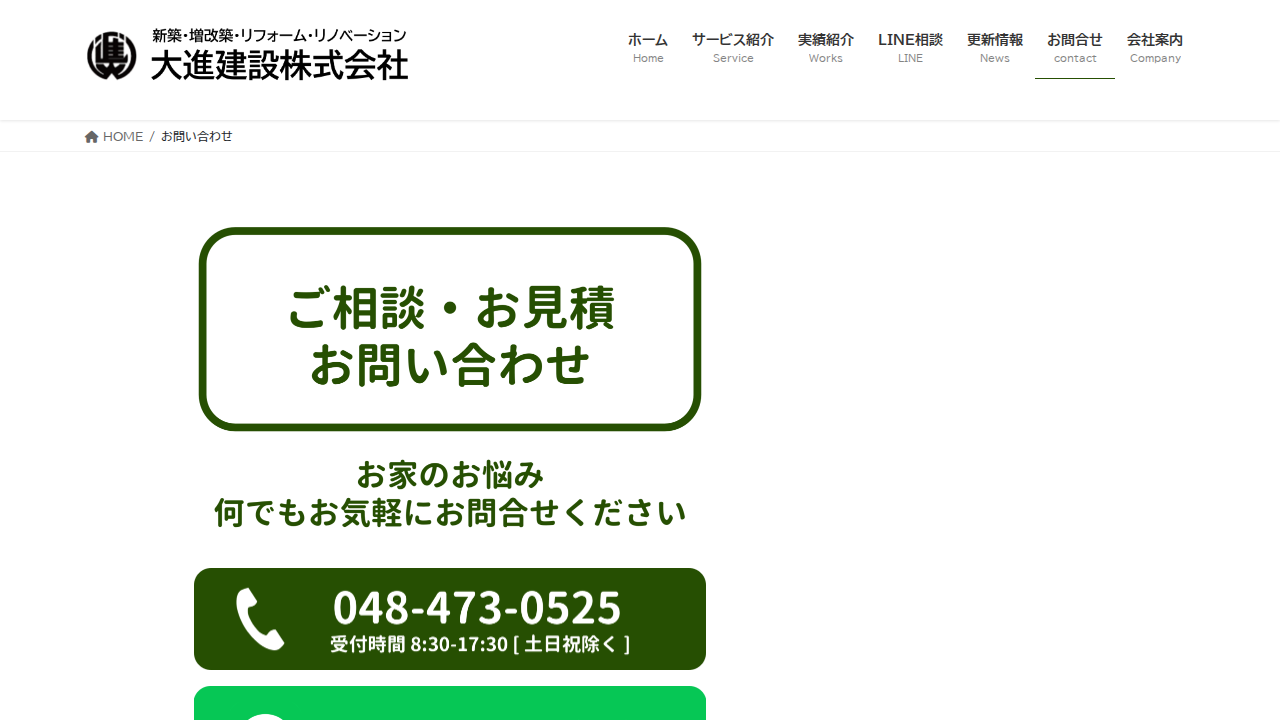 新築・増改築・リフォーム・リノベーション
大進建設株式会社
ホーム
Home
サービス紹介
Service
実績紹介
Works
LINE相談
LINE
更新情報
News
お問合せ
contact
会社案内
Company
HOME / お問い合わせ
ご相談・お見積
お問い合わせ
お家のお悩み
何でもお気軽にお問合せください
048-473-0525
受付時間 8:30-17:30 [ 土日祝除く ]